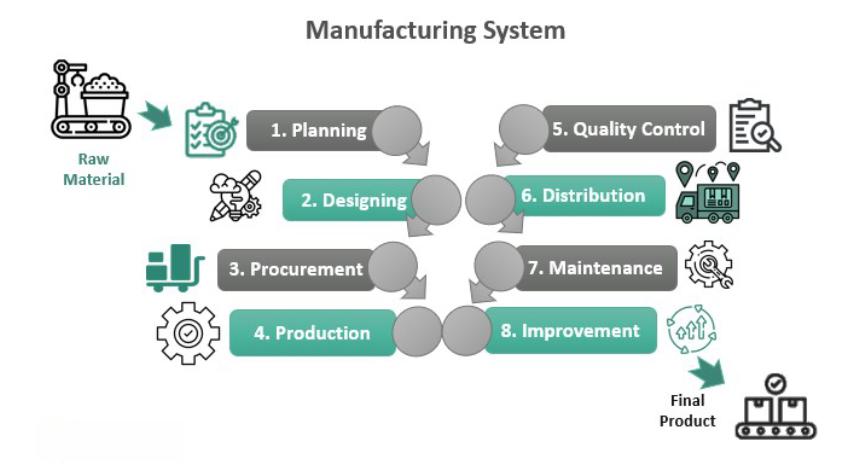 Manufacturing System
Raw
Material
1. Planning
2. Designing
3. Procurement
4. Production
5. Quality Control
6. Distribution
7. Maintenance
8. Improvement
Final
Product